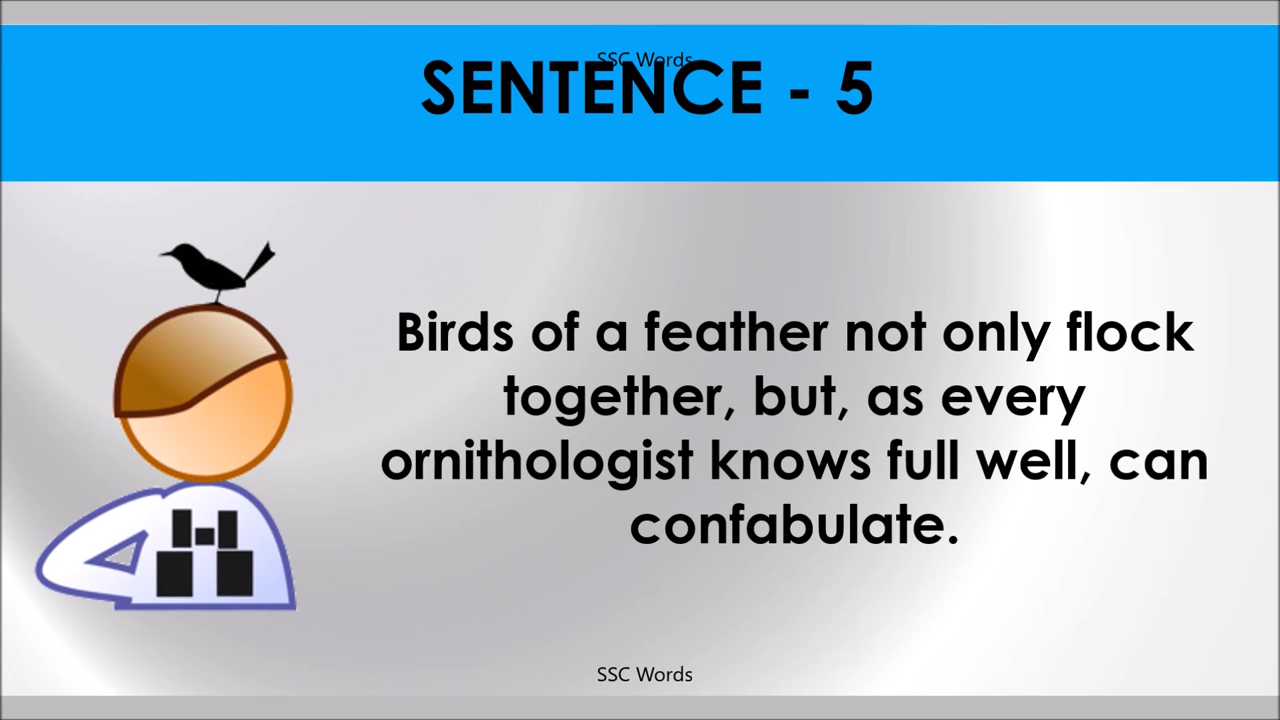 SSC Words
SENTENCE - 5
Birds of a feather not only flock
together, but, as every
ornithologist knows full well, can
confabulate.
SSC Words